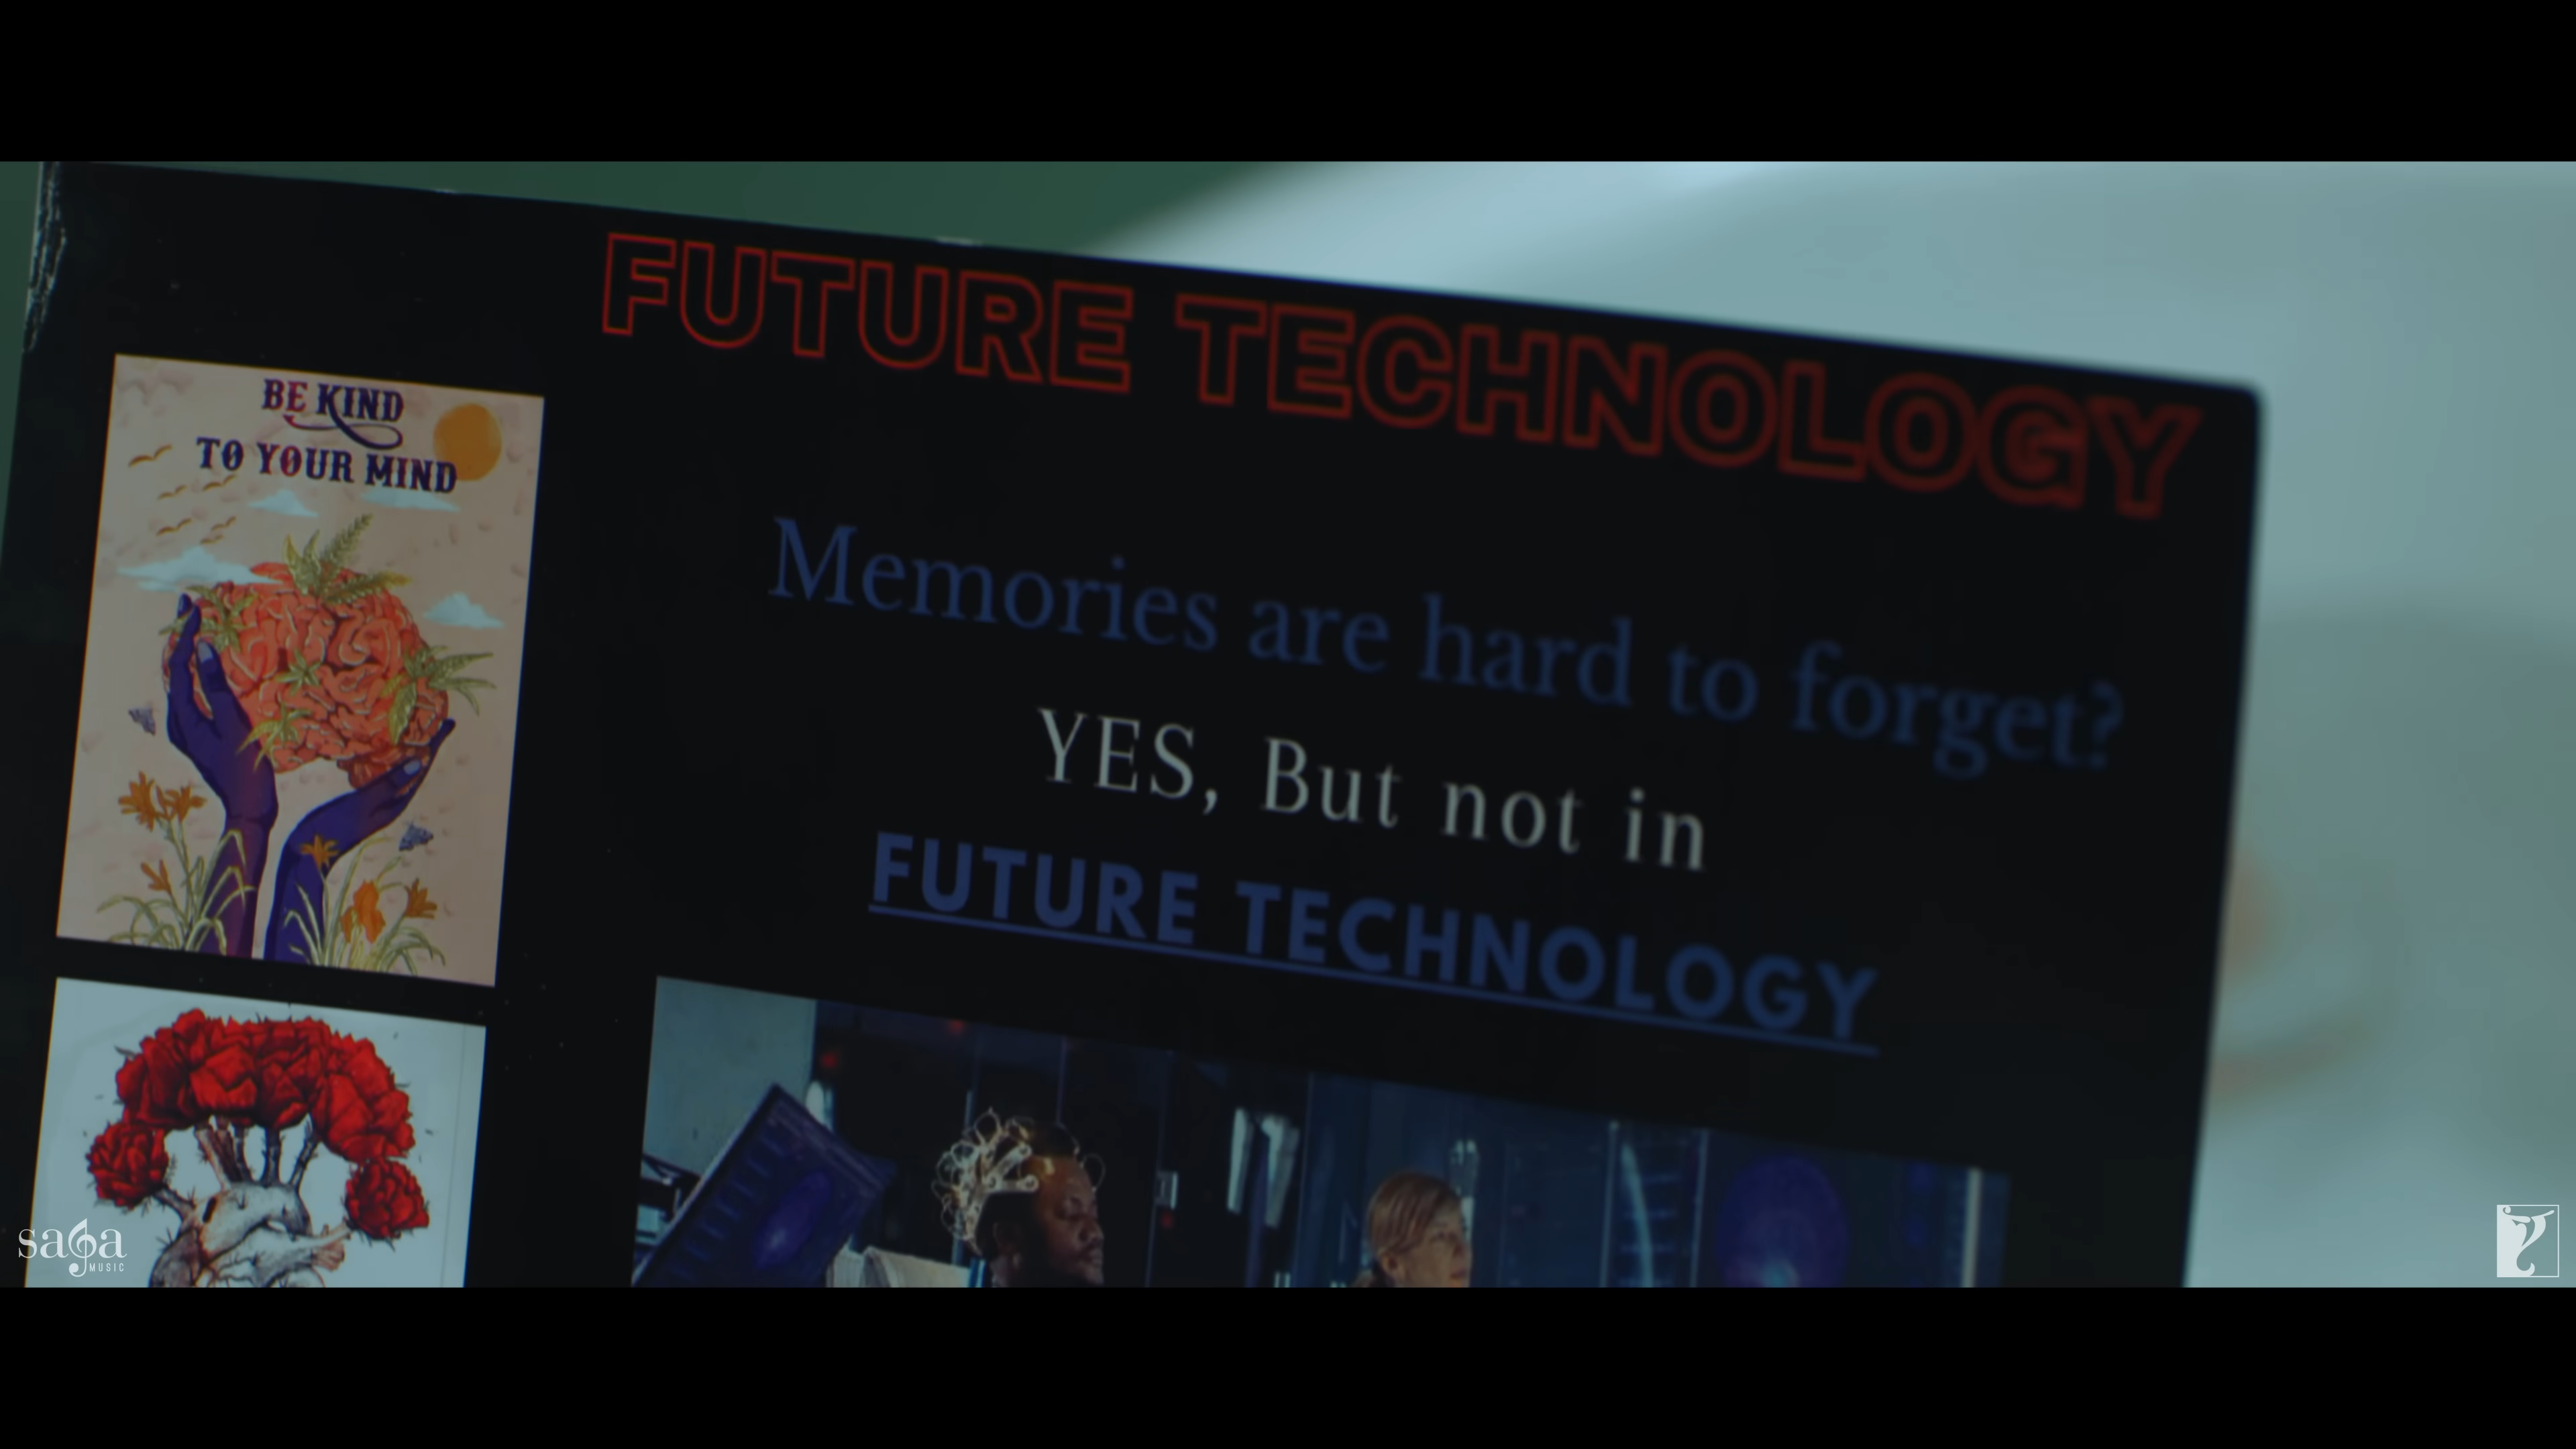 FUTURE TECHNOLOGY
BE KIND
TO YOUR MIND
Memories are hard to forget?
YES, But not in
FUTURE TECHNOLOGY
saga
MUSIC